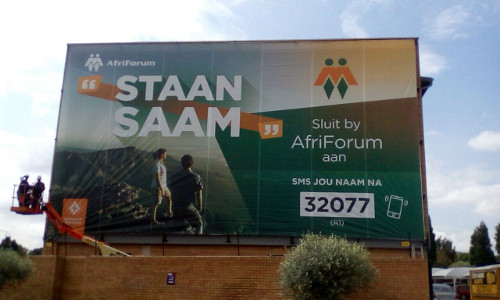 AfriForum
“STAAN
SAAM”
Sluit by
AfriForum
aan
SMS JOU NAAM NA
32077
(R1)